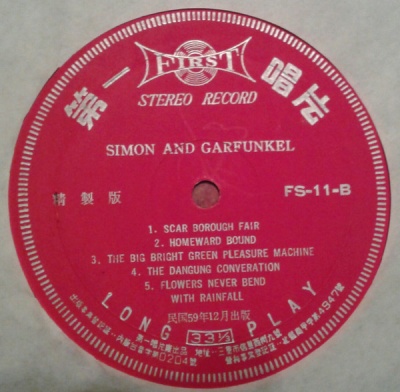 FIRST
第一唱片
STEREO RECORD
SIMON AND GARFUNKEL
精製版
FS-11-B
1. SCAR BOROUGH FAIR
2. HOMEWARD BOUND
3. THE BIG BRIGHT GREEN PLEASURE MACHINE
4. THE DANGUNG CONVERATION
5. FLOWERS NEVER BEND
WITH RAINFALL
民国59年12月出版
LONG 33⅓ PLAY